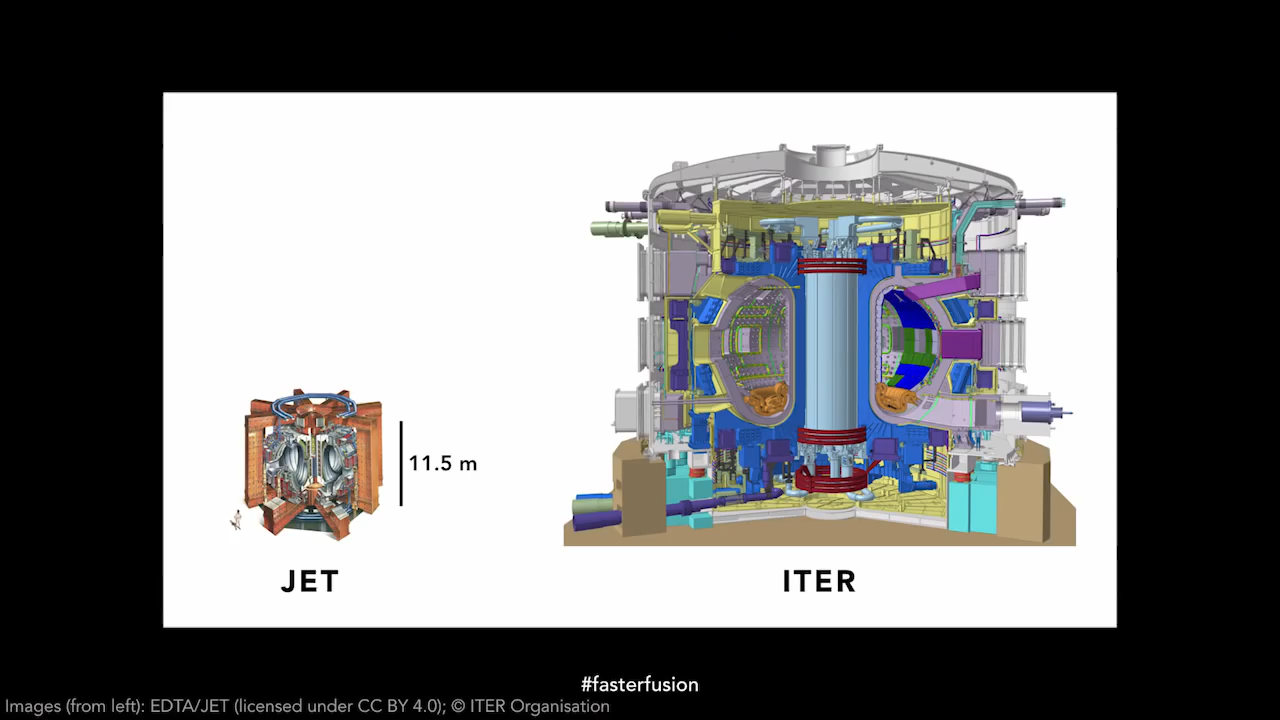 11.5 m
JET
ITER
#fasterfusion
Images (from left): EDTA/JET (licensed under CC BY 4.0); © ITER Organisation